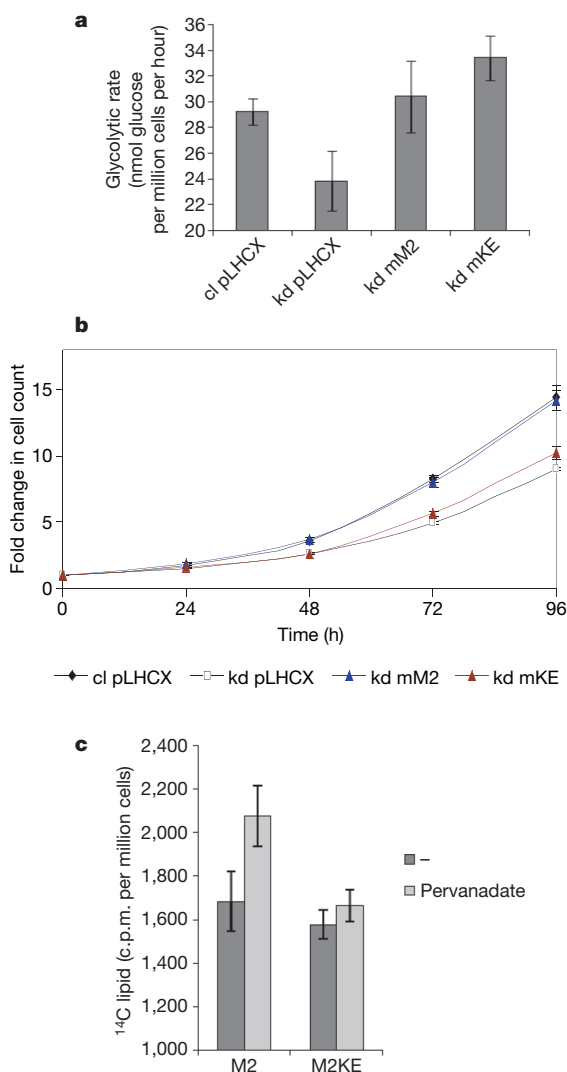 a
Glycolytic rate
(nmol glucose
per million cells per hour)
36
34
32
30
28
26
24
22
20
cl pLHCX
kd pLHCX
kd mM2
kd mKE
b
Fold change in cell count
15
10
5
0
0 24 48 72 96
Time (h)
cl pLHCX kd pLHCX kd mM2 kd mKE
c
¹⁴C lipid (c.p.m. per million cells)
2,400
2,200
2,000
1,800
1,600
1,400
1,200
1,000
–
Pervanadate
M2 M2KE